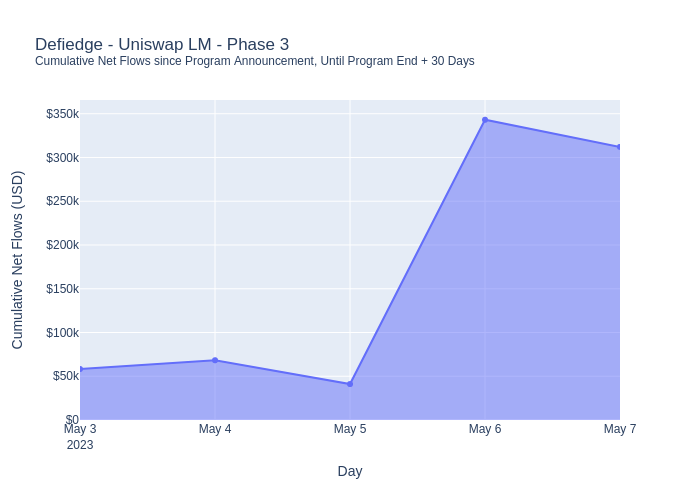 Defiedge - Uniswap LM - Phase 3
Cumulative Net Flows since Program Announcement, Until Program End + 30 Days
Cumulative Net Flows (USD)
$350k
$300k
$250k
$200k
$150k
$100k
$50k
$0
May 3
2023
May 4
May 5
May 6
May 7
Day